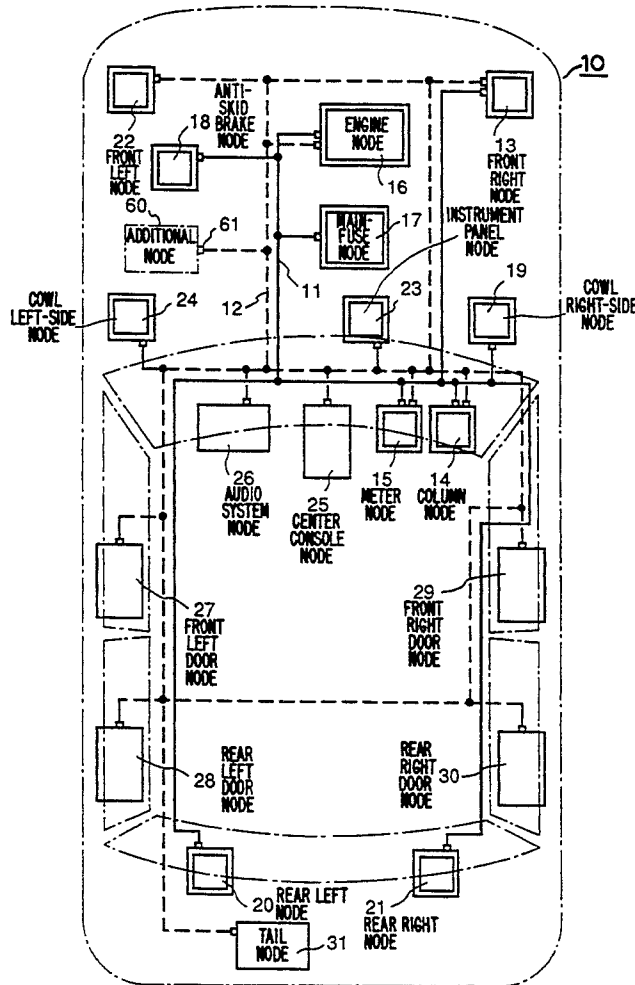 10
22
FRONT
LEFT
NODE
ANTI-
SKID
BRAKE
NODE
18
ENGINE
NODE
16
13
FRONT
RIGHT
NODE
60
ADDITIONAL
NODE
61
MAIN-
FUSE
NODE
17
INSTRUMENT
PANEL
NODE
COWL
LEFT-SIDE
NODE
24
12
11
23
19
COWL
RIGHT-SIDE
NODE
26
AUDIO
SYSTEM
NODE
25
CENTER
CONSOLE
NODE
15
METER
NODE
14
COLUMN
NODE
27
FRONT
LEFT
DOOR
NODE
29
FRONT
RIGHT
DOOR
NODE
28
REAR
LEFT
DOOR
NODE
REAR
RIGHT
DOOR
NODE
30
20
REAR LEFT
NODE
21
REAR RIGHT
NODE
TAIL
NODE
31